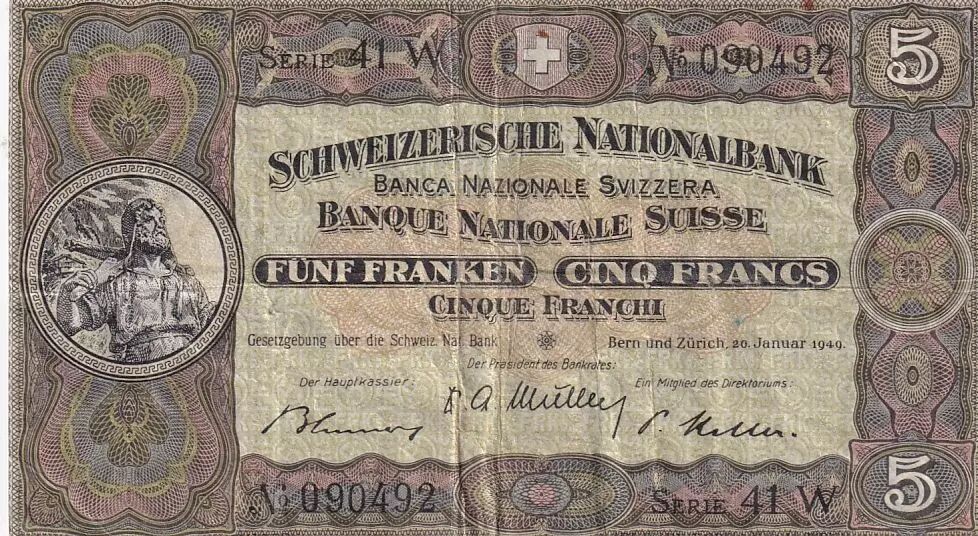 SERIE 41 W
No 090492
5
SCHWEIZERISCHE NATIONALBANK
BANCA NAZIONALE SVIZZERA
BANQUE NATIONALE SUISSE
FÜNF FRANKEN CINQ FRANCS
CINQUE FRANCHI
Gesetzgebung über die Schweiz. Nat. Bank
Bern und Zürich, 20. Januar 1949.
Der Präsident des Bankrates:
Der Hauptkassier:
Ein Mitglied des Direktoriums:
A. Müller
No 090492
SERIE 41 W
5